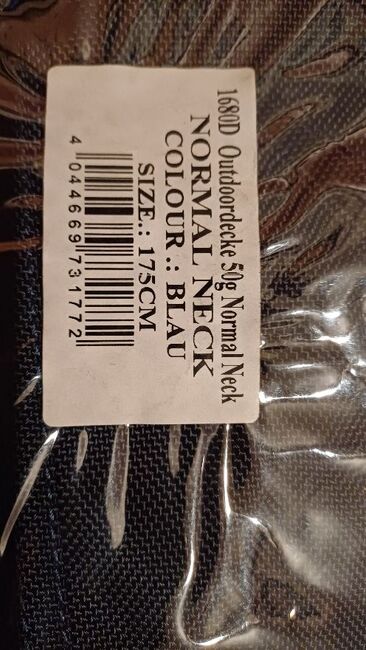 1680D Outdoordecke 50g Normal Neck
NORMAL NECK
COLOUR.: BLAU
SIZE.: 175CM
4 044669 731772